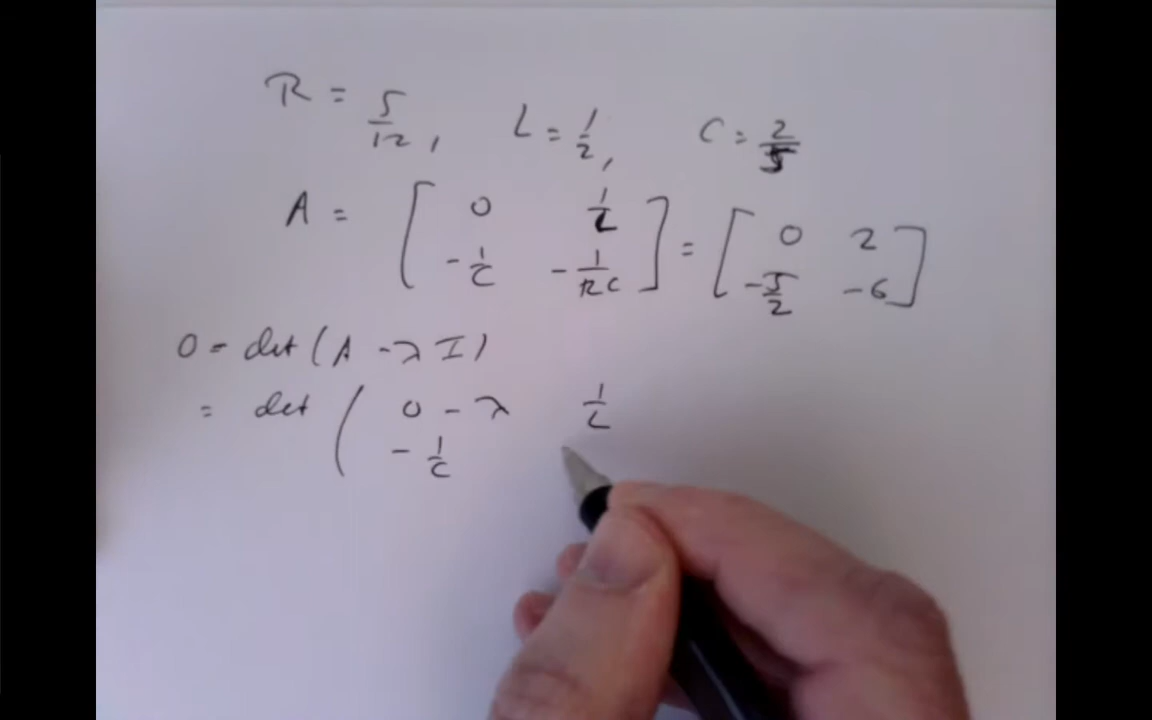 R = 5/12, L = 1/2, C = 2/5
A = [ 0 1/L ; -1/C -1/RC ] = [ 0 2 ; -5/2 -6 ]
0 = det(A - λI)
= det ( 0 - λ 1/L ; -1/C